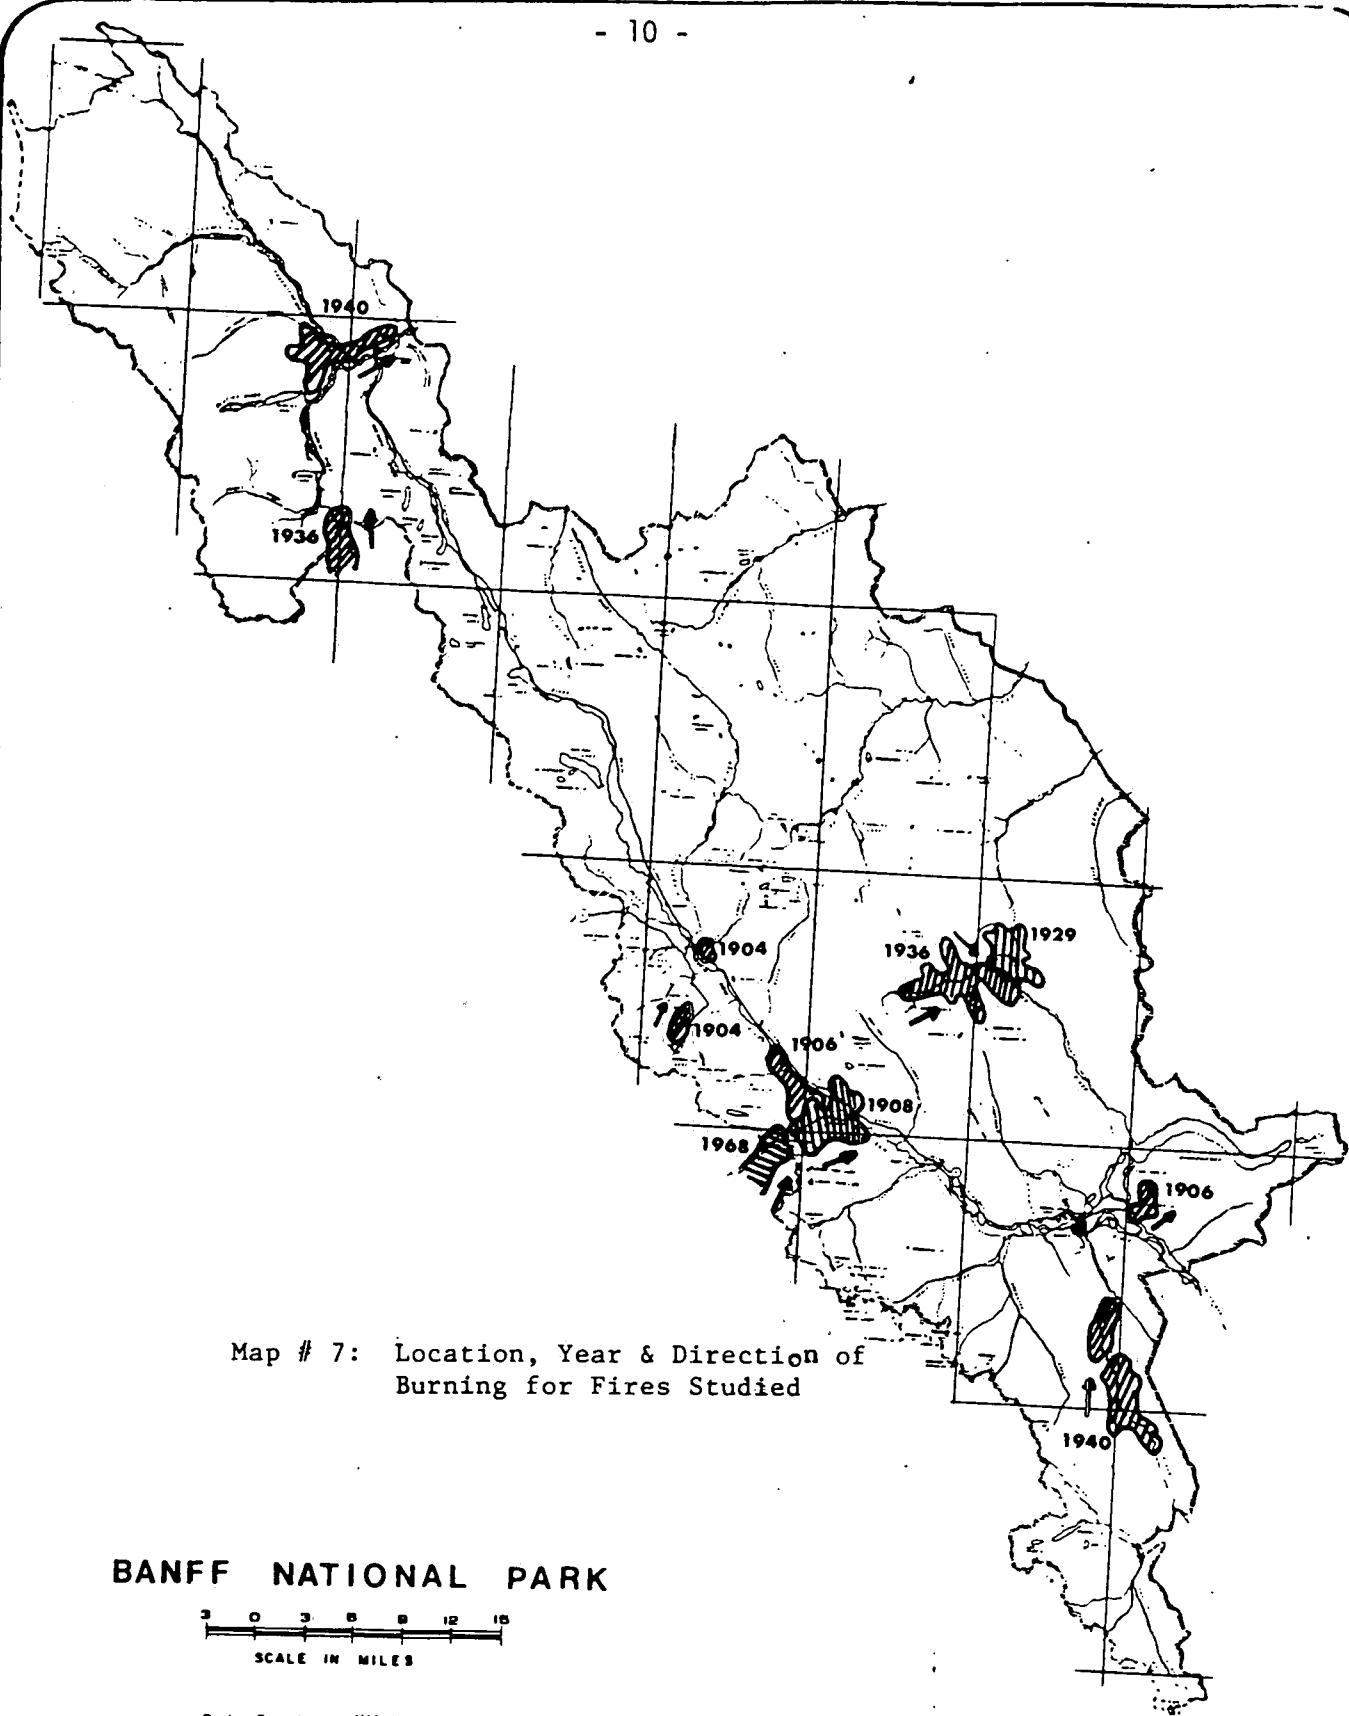 - 10 -
1940
1936
1904
1904
1936
1929
1906
1908
1968
1906
1940
Map # 7: Location, Year & Direction of
Burning for Fires Studied
BANFF NATIONAL PARK
3 0 3 6 9 12 15
SCALE IN MILES